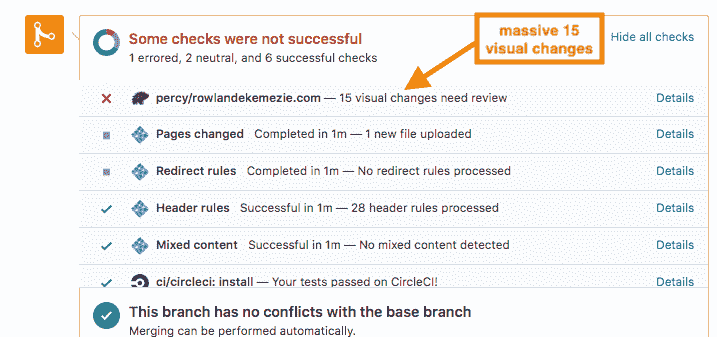 massive 15
visual changes
Some checks were not successful
Hide all checks
1 errored, 2 neutral, and 6 successful checks
percy/rowlandekemezie.com — 15 visual changes need review
Details
Pages changed Completed in 1m — 1 new file uploaded
Details
Redirect rules Completed in 1m — No redirect rules processed
Details
Header rules Successful in 1m — 28 header rules processed
Details
Mixed content Successful in 1m — No mixed content detected
Details
ci/circleci: install — Your tests passed on CircleCI!
Details
This branch has no conflicts with the base branch
Merging can be performed automatically.